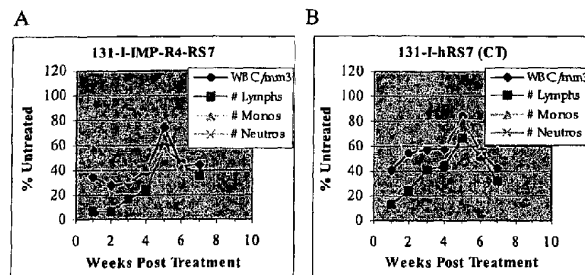 A
131-I-IMP-R4-RS7
120
100
80
60
40
20
0
% Untreated
WBC/mm3
# Lymphs
# Monos
# Neutros
0 2 4 6 8 10
Weeks Post Treatment
B
131-I-hRS7 (CT)
120
100
80
60
40
20
0
% Untreated
WBC/mm3
# Lymphs
# Monos
# Neutros
0 2 4 6 8 10
Weeks Post Treatment